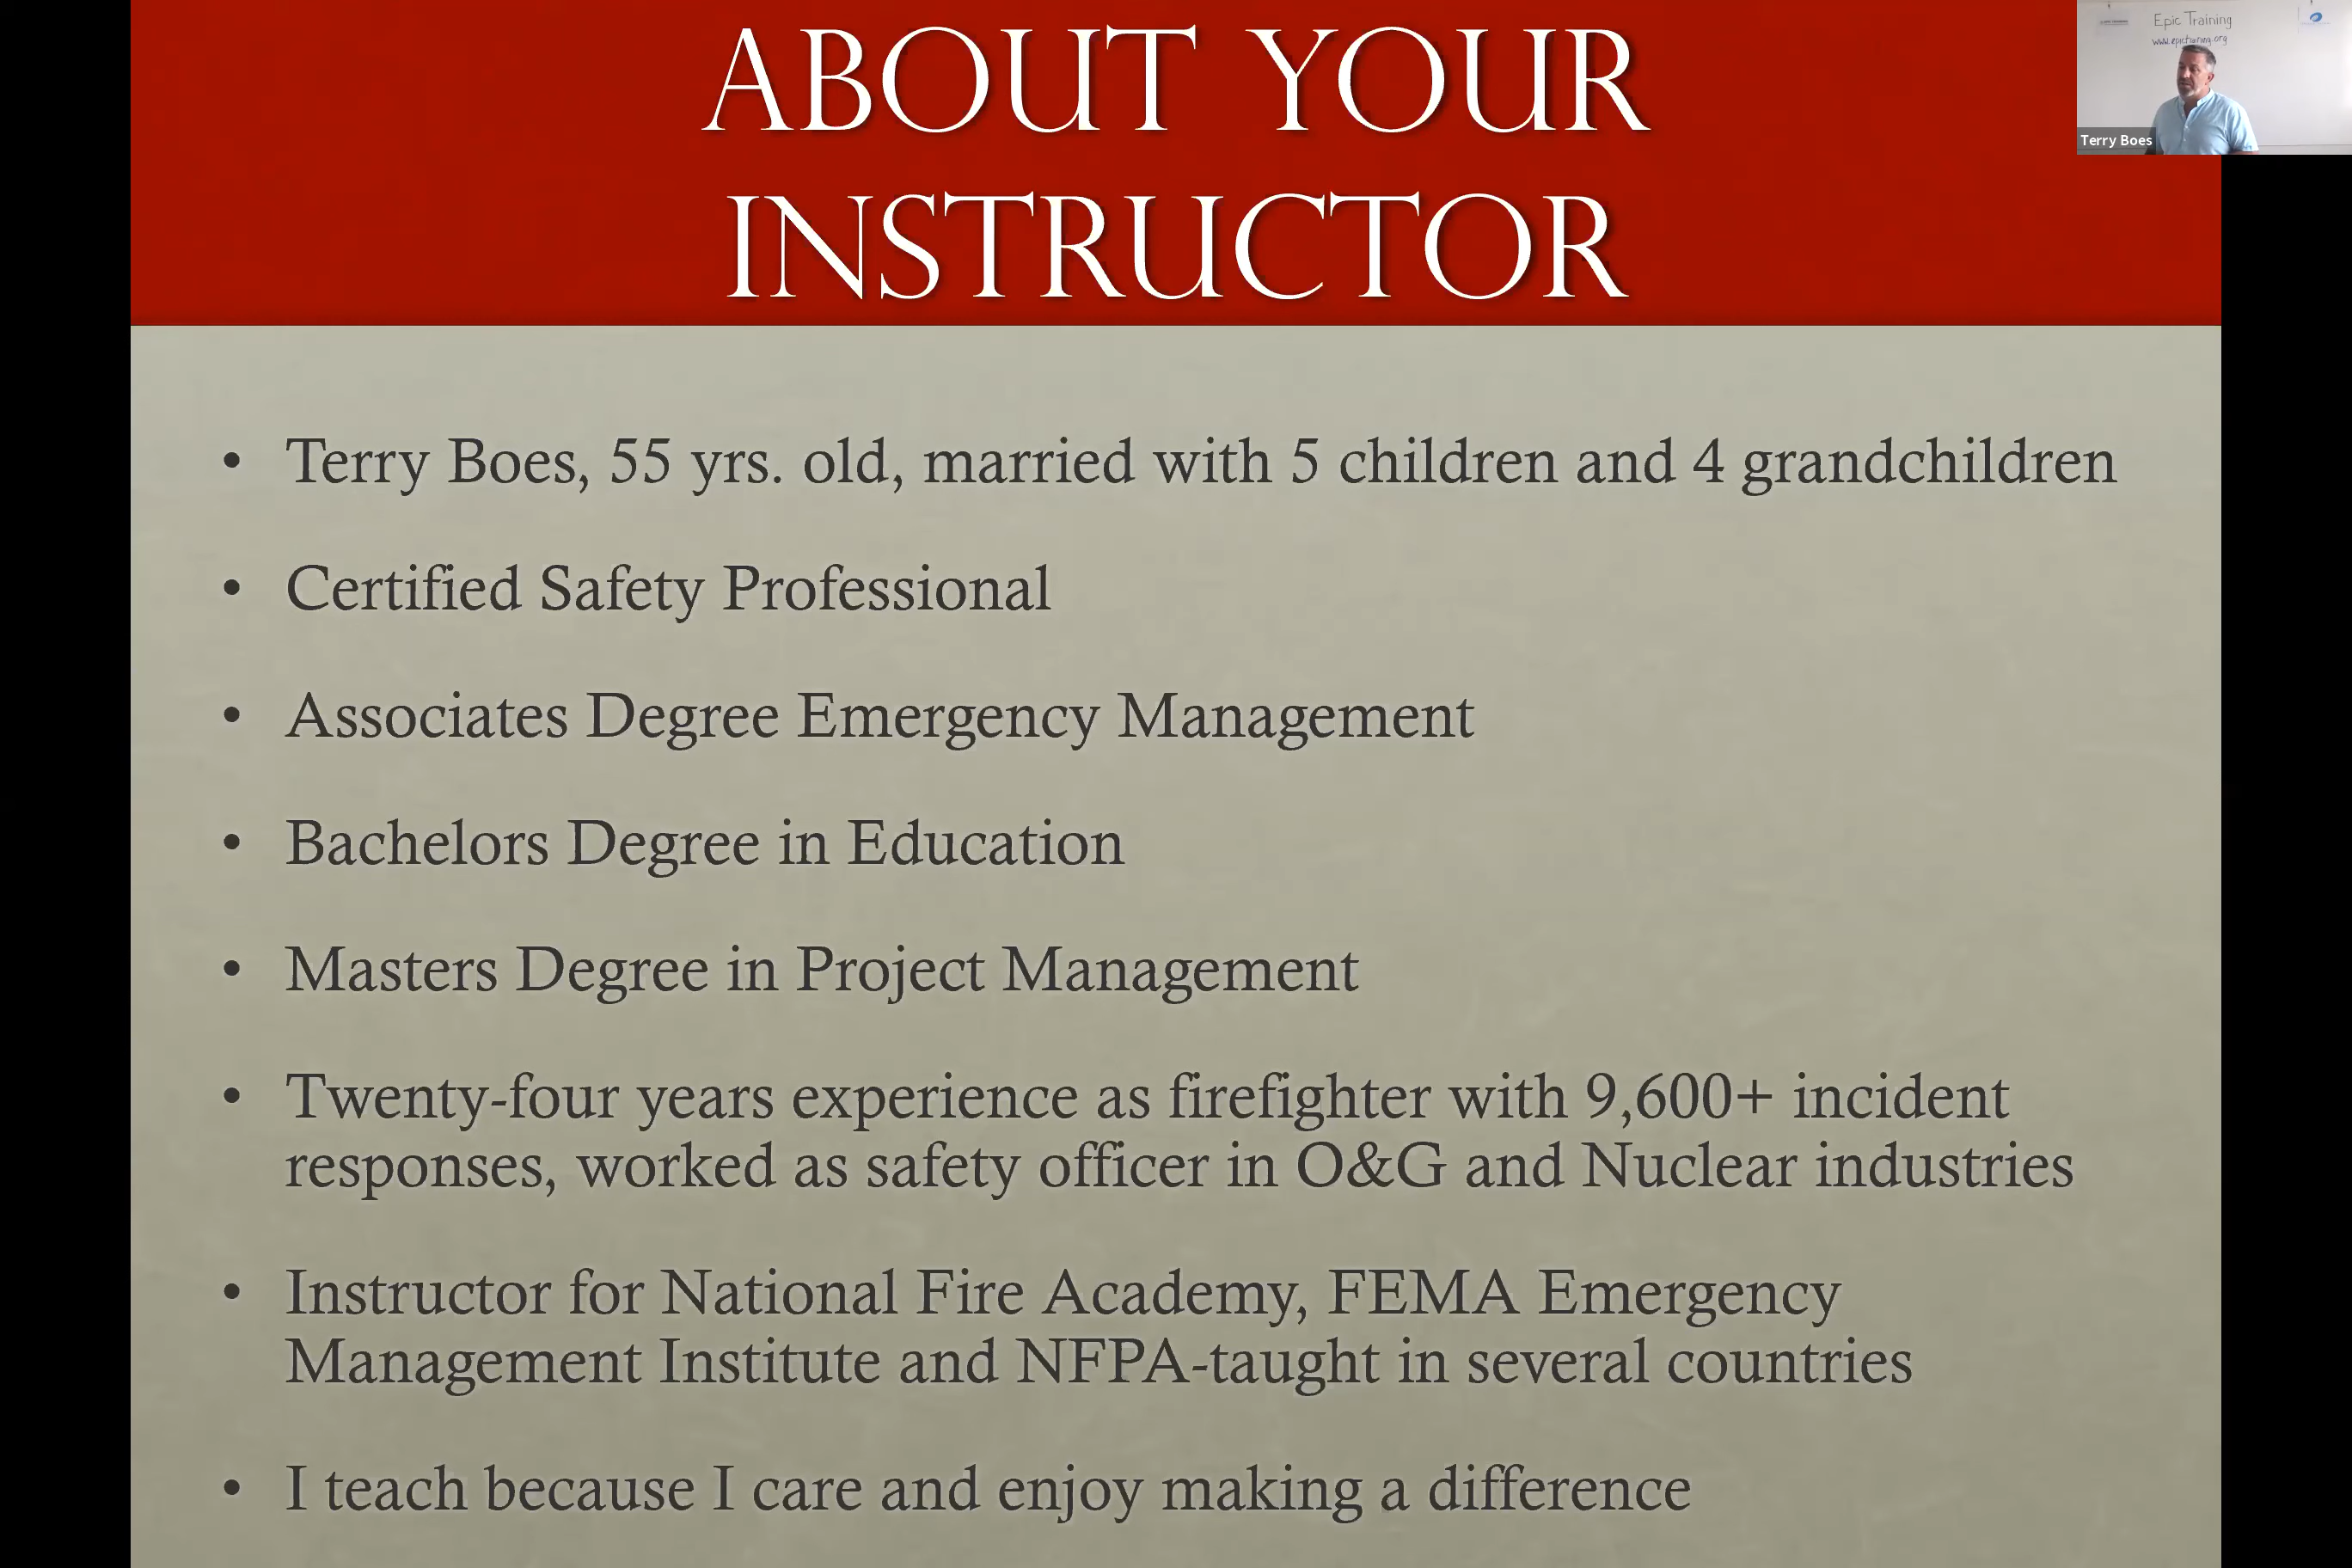 ABOUT YOUR
INSTRUCTOR
Epic Training
www.epictraining.org
Terry Boes
• Terry Boes, 55 yrs. old, married with 5 children and 4 grandchildren
• Certified Safety Professional
• Associates Degree Emergency Management
• Bachelors Degree in Education
• Masters Degree in Project Management
• Twenty-four years experience as firefighter with 9,600+ incident
responses, worked as safety officer in O&G and Nuclear industries
• Instructor for National Fire Academy, FEMA Emergency
Management Institute and NFPA-taught in several countries
• I teach because I care and enjoy making a difference